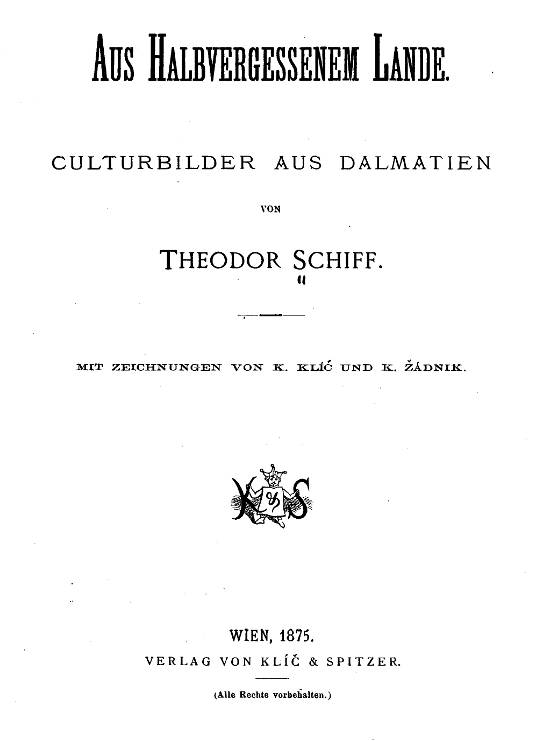 AUS HALBVERGESSENEM LANDE.
CULTURBILDER AUS DALMATIEN
VON
THEODOR SCHIFF.
MIT ZEICHNUNGEN VON K. KLÍĆ UND K. ŽÁDNIK.
K & S
WIEN, 1875.
VERLAG VON KLÍČ & SPITZER.
(Alle Rechte vorbehalten.)